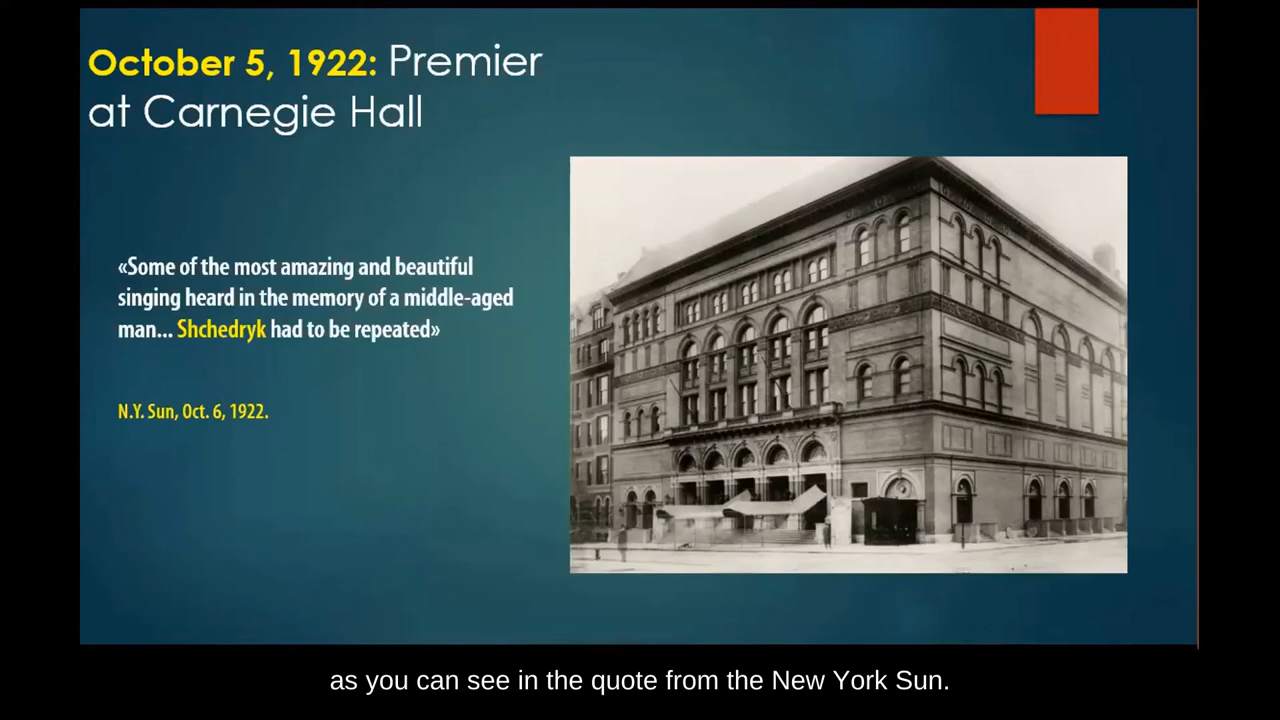 October 5, 1922: Premier
at Carnegie Hall
«Some of the most amazing and beautiful
singing heard in the memory of a middle-aged
man... Shchedryk had to be repeated»
N.Y. Sun, Oct. 6, 1922.
as you can see in the quote from the New York Sun.